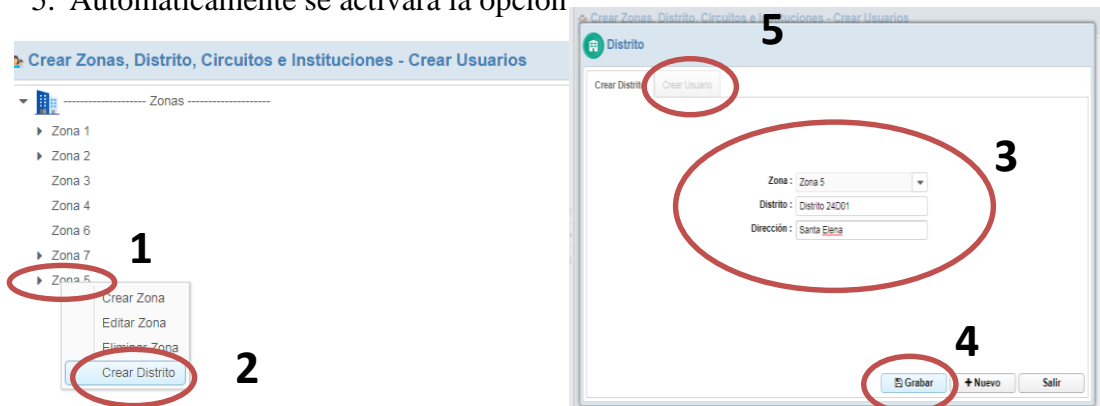 5. Automáticamente se activará la opción
Crear Zonas, Distrito, Circuitos e Instituciones - Crear Usuarios
-------------------- Zonas --------------------
Zona 1
Zona 2
Zona 3
Zona 4
Zona 6
Zona 7
Zona 5
1
Crear Zona
Editar Zona
Eliminar Zona
Crear Distrito
2
Crear Zonas, Distrito, Circuitos e Instituciones - Crear Usuarios
5
Distrito
Crear Distrito Crear Usuario
3
Zona : Zona 5
Distrito : Distrito 24D01
Dirección : Santa Elena
4
Grabar +Nuevo Salir